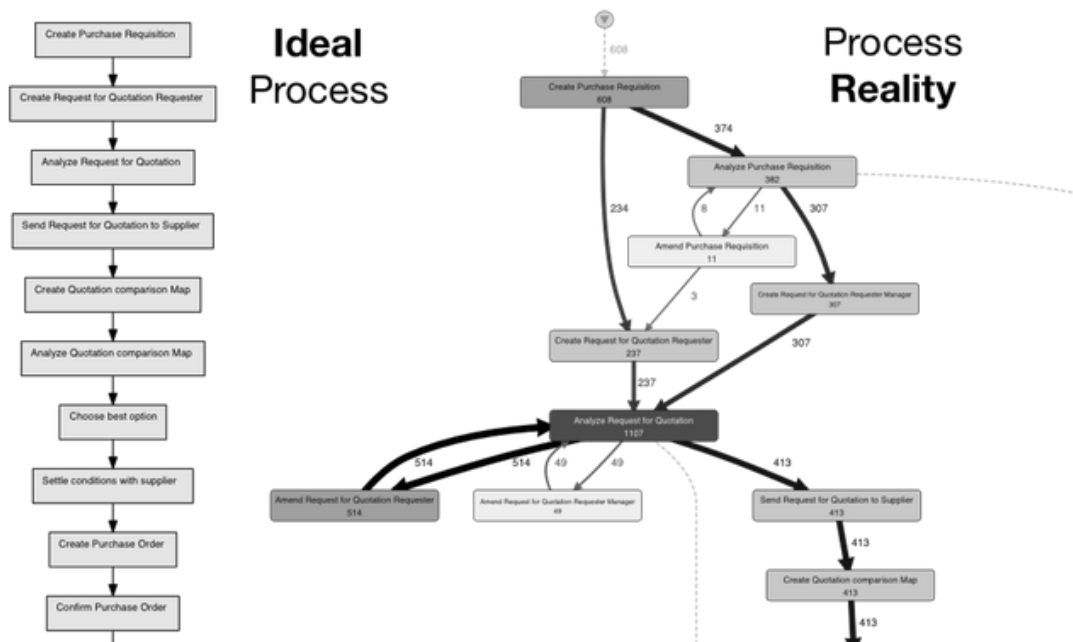 Create Purchase Requisition
Create Request for Quotation Requester
Analyze Request for Quotation
Send Request for Quotation to Supplier
Create Quotation comparison Map
Analyze Quotation comparison Map
Choose best option
Settle conditions with supplier
Create Purchase Order
Confirm Purchase Order
Ideal
Process
Process
Reality
608
Create Purchase Requisition
608
374
Analyze Purchase Requisition
382
234
8
11
307
Amend Purchase Requisition
11
3
Create Request for Quotation Requester Manager
307
Create Request for Quotation Requester
237
307
237
Analyze Request for Quotation
1107
514
514
49
49
413
Amend Request for Quotation Requester
514
Amend Request for Quotation Requester Manager
49
Send Request for Quotation to Supplier
413
413
Create Quotation comparison Map
413
413